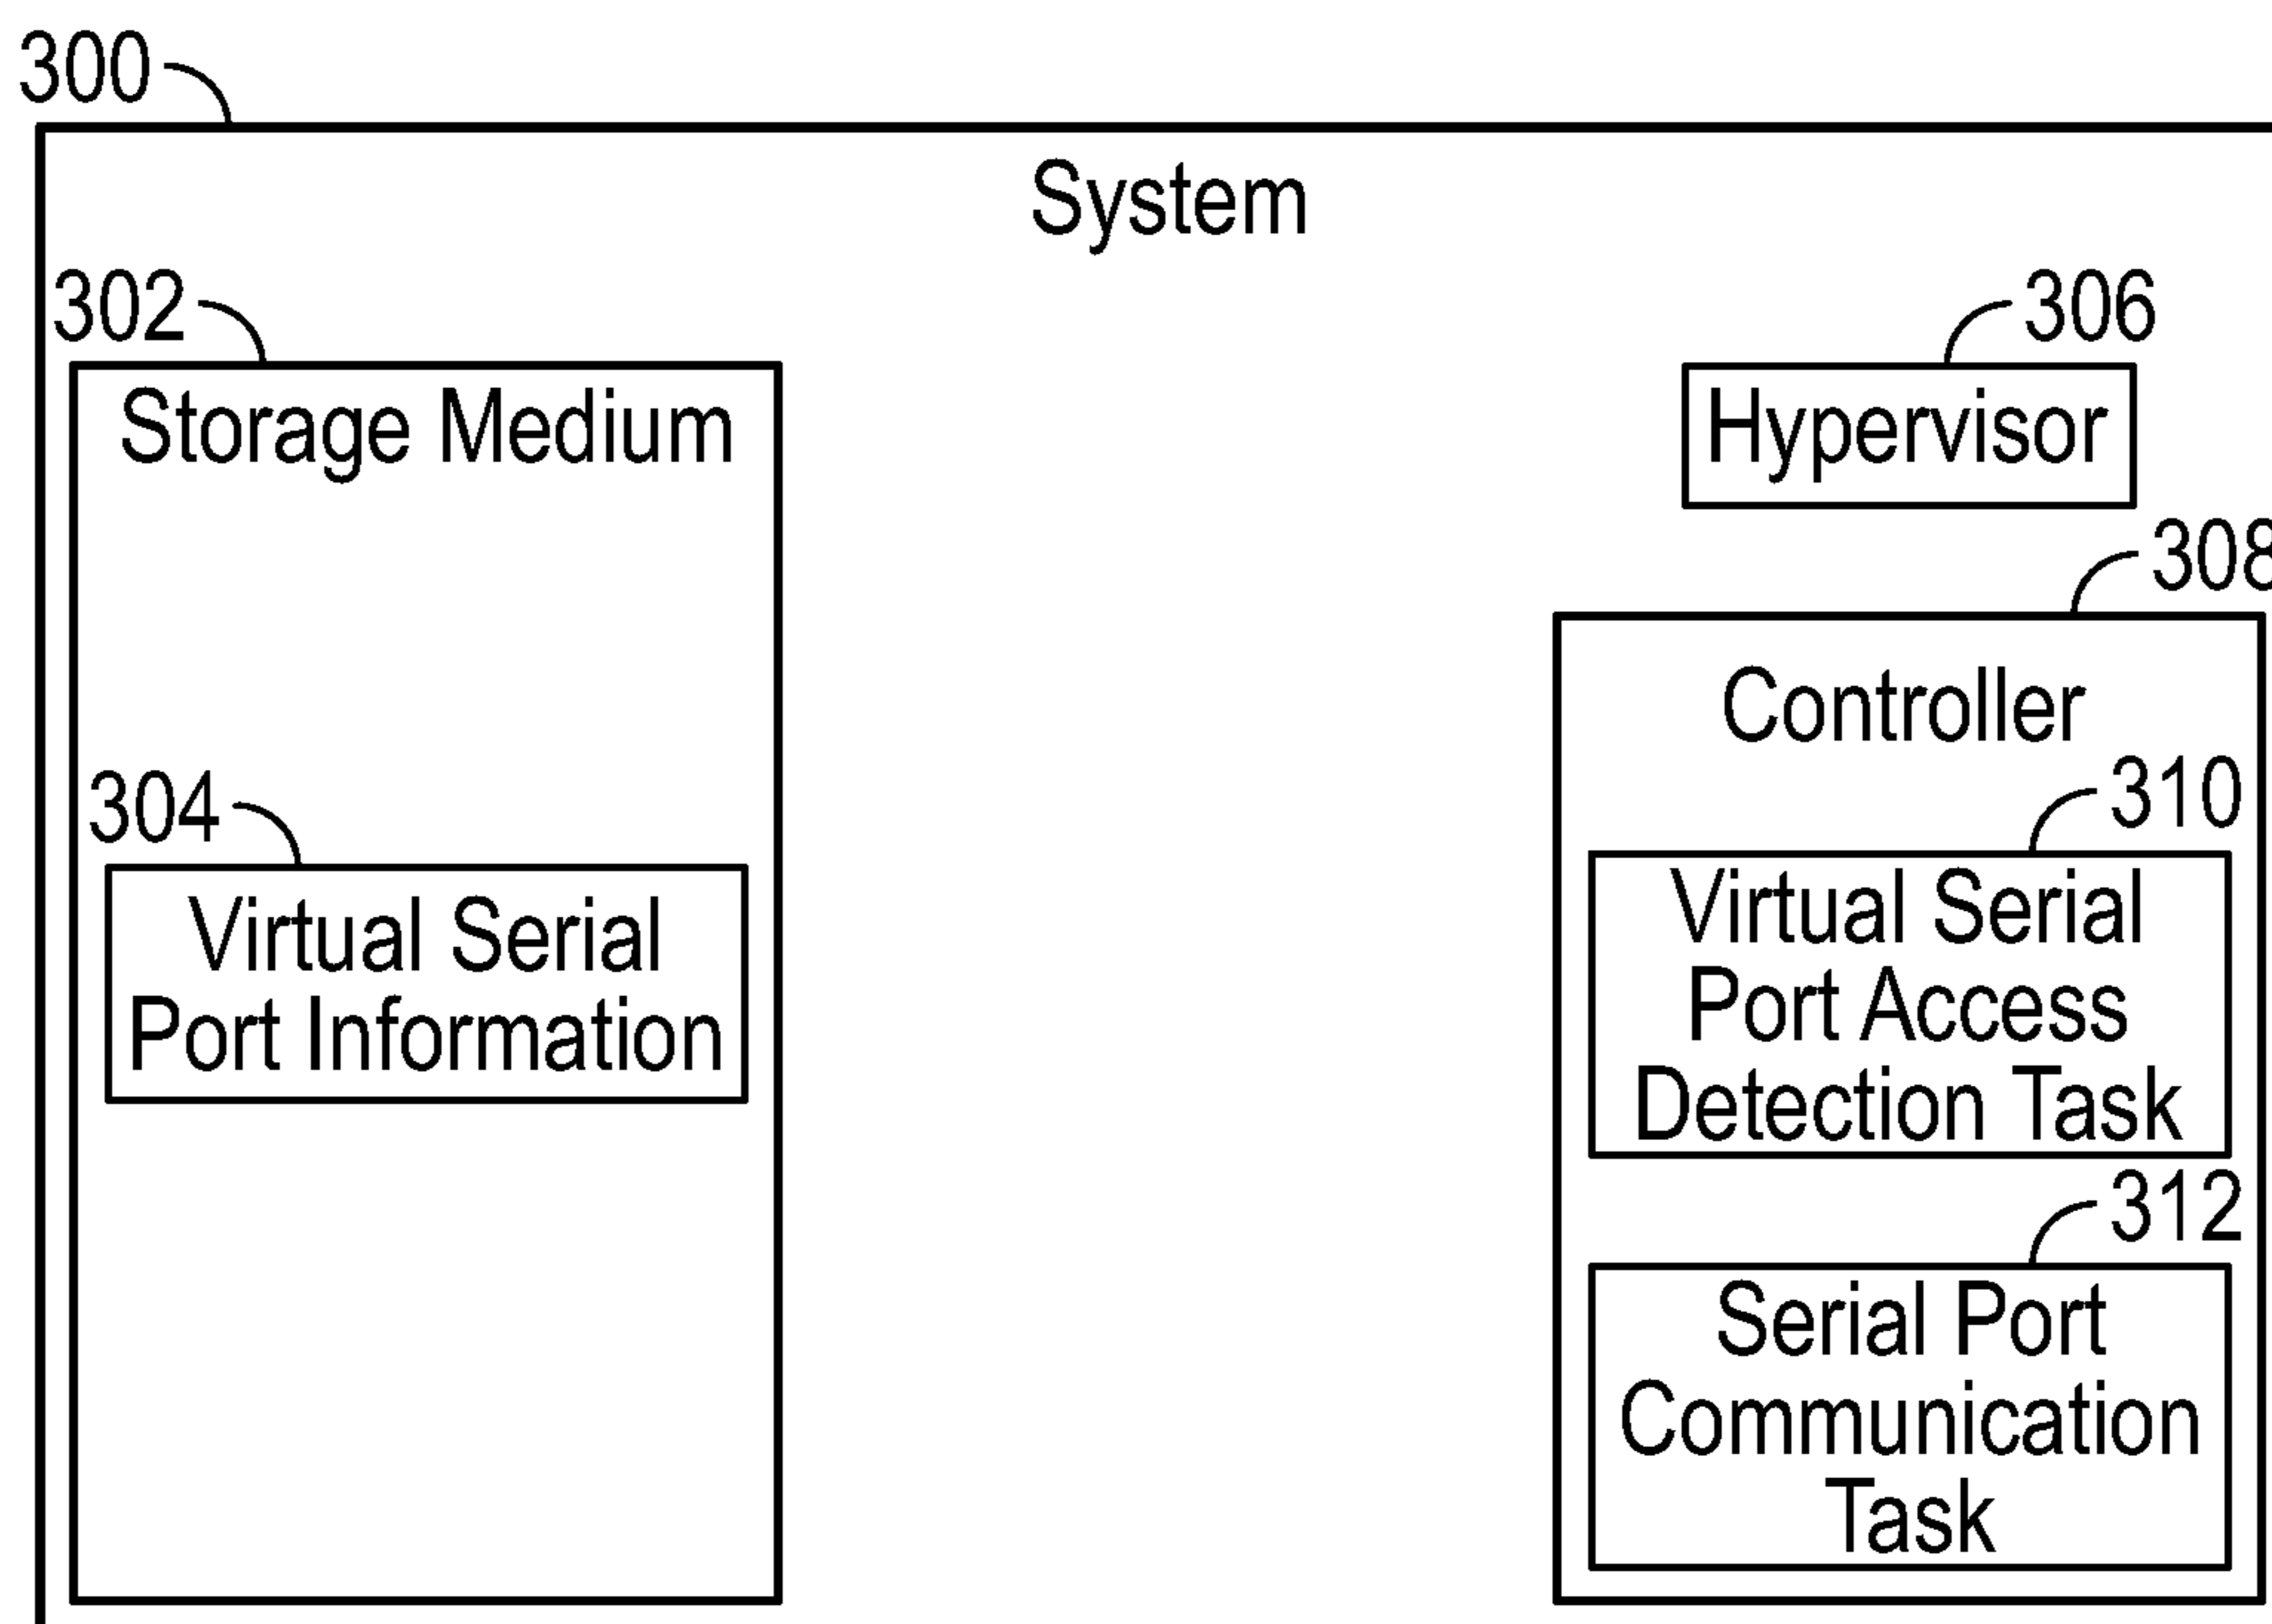 300
System
302
306
Storage Medium
Hypervisor
308
Controller
304
310
Virtual Serial
Port Information
Virtual Serial
Port Access
Detection Task
312
Serial Port
Communication
Task